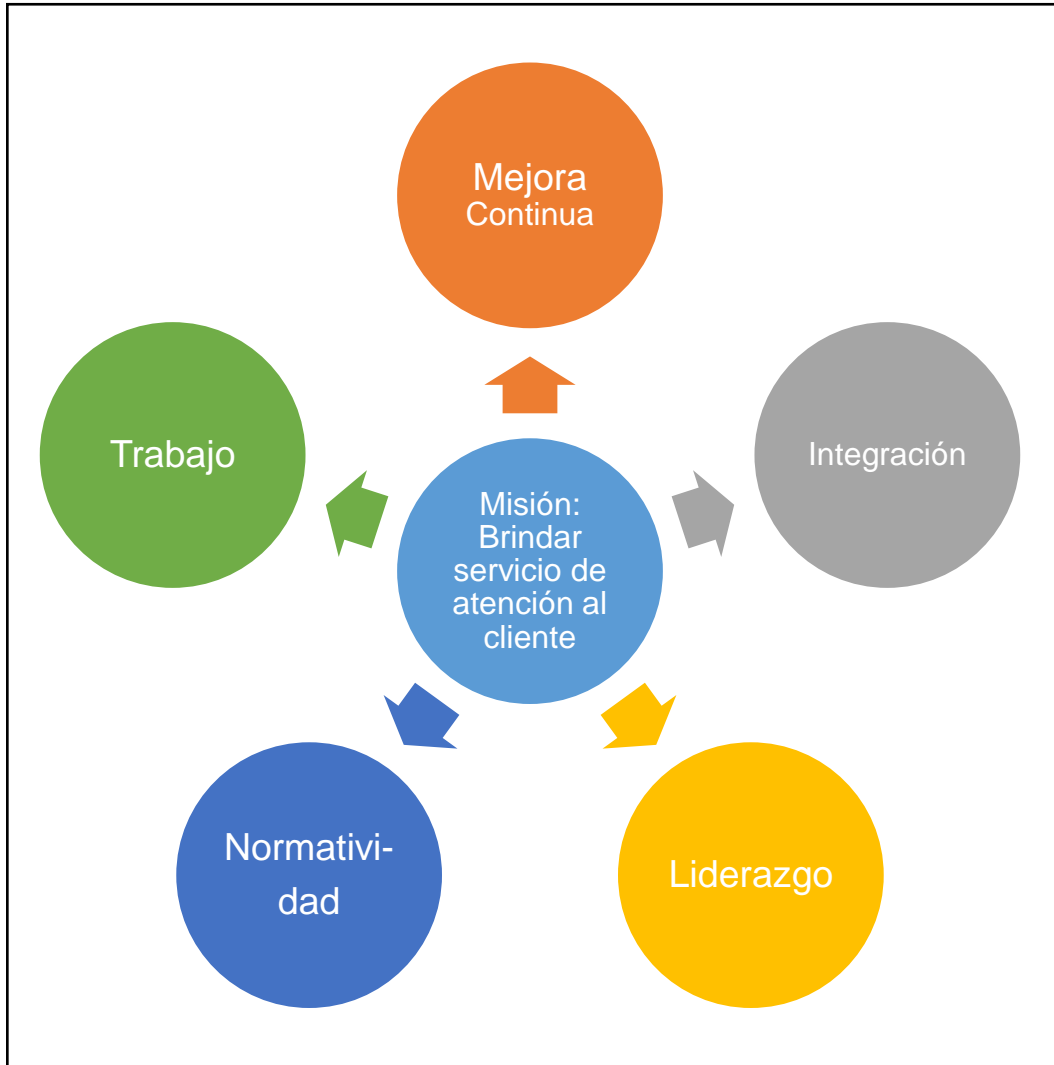 Mejora
Continua
Trabajo
Integración
Misión:
Brindar
servicio de
atención al
cliente
Normativi-
dad
Liderazgo